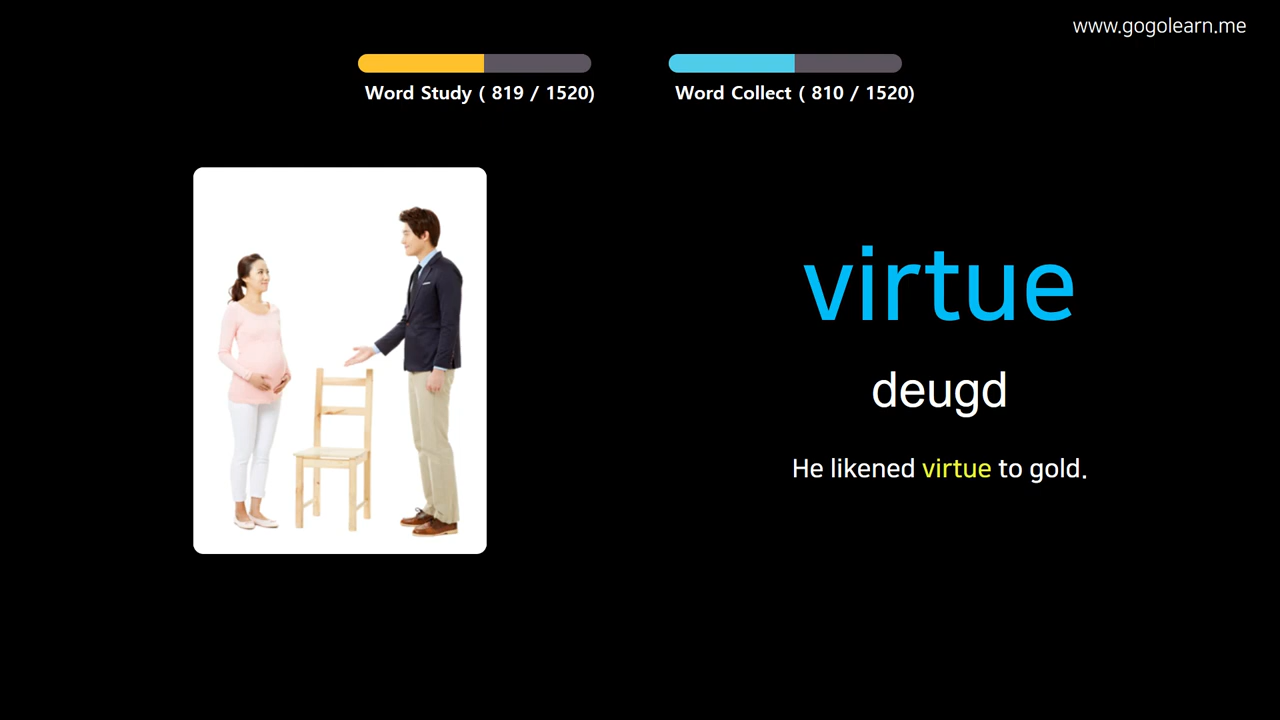 www.gogolearn.me
Word Study ( 819 / 1520)
Word Collect ( 810 / 1520)
virtue
deugd
He likened virtue to gold.